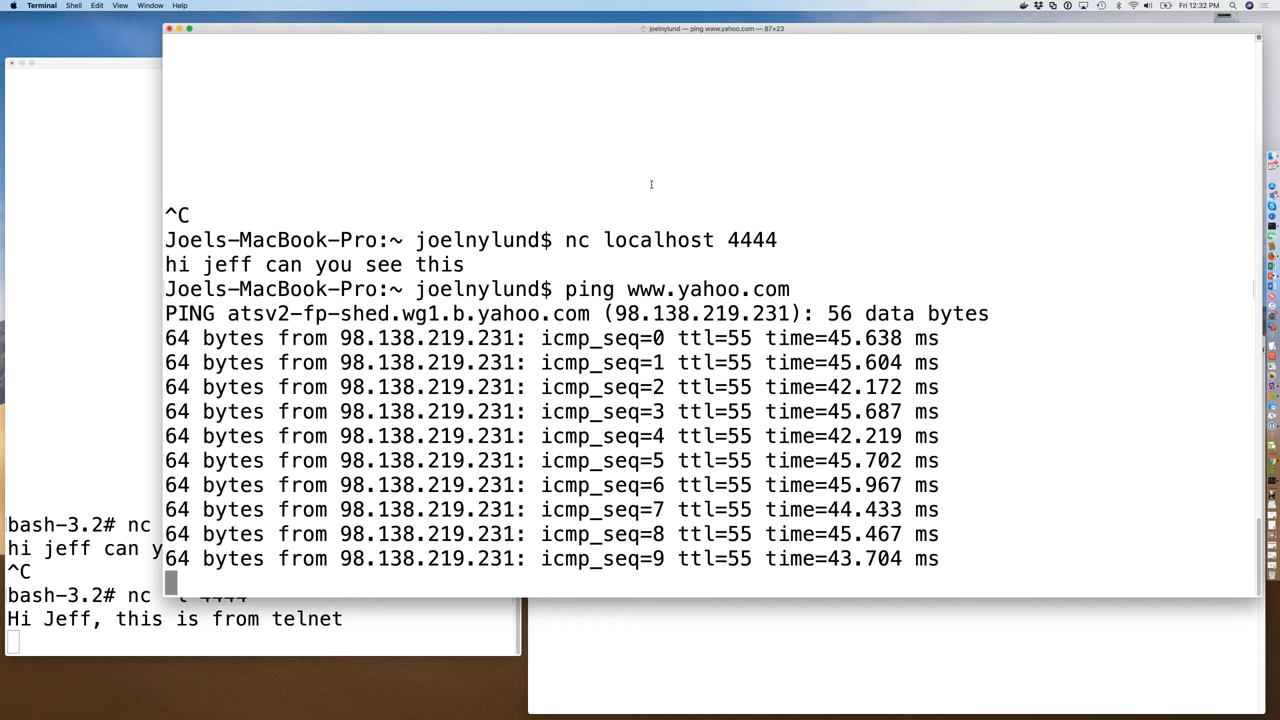 Terminal Shell Edit View Window Help
Fri 12:32 PM
joelnylund — ping www.yahoo.com — 87×23
^C
Joels-MacBook-Pro:~ joelnylund$ nc localhost 4444
hi jeff can you see this
Joels-MacBook-Pro:~ joelnylund$ ping www.yahoo.com
PING atsv2-fp-shed.wg1.b.yahoo.com (98.138.219.231): 56 data bytes
64 bytes from 98.138.219.231: icmp_seq=0 ttl=55 time=45.638 ms
64 bytes from 98.138.219.231: icmp_seq=1 ttl=55 time=45.604 ms
64 bytes from 98.138.219.231: icmp_seq=2 ttl=55 time=42.172 ms
64 bytes from 98.138.219.231: icmp_seq=3 ttl=55 time=45.687 ms
64 bytes from 98.138.219.231: icmp_seq=4 ttl=55 time=42.219 ms
64 bytes from 98.138.219.231: icmp_seq=5 ttl=55 time=45.702 ms
64 bytes from 98.138.219.231: icmp_seq=6 ttl=55 time=45.967 ms
64 bytes from 98.138.219.231: icmp_seq=7 ttl=55 time=44.433 ms
64 bytes from 98.138.219.231: icmp_seq=8 ttl=55 time=45.467 ms
64 bytes from 98.138.219.231: icmp_seq=9 ttl=55 time=43.704 ms
bash-3.2# nc
hi jeff can y
^C
bash-3.2# nc 4444
Hi Jeff, this is from telnet